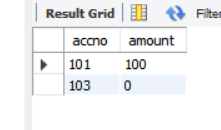 Result Grid Filter
accno amount
101 100
103 0